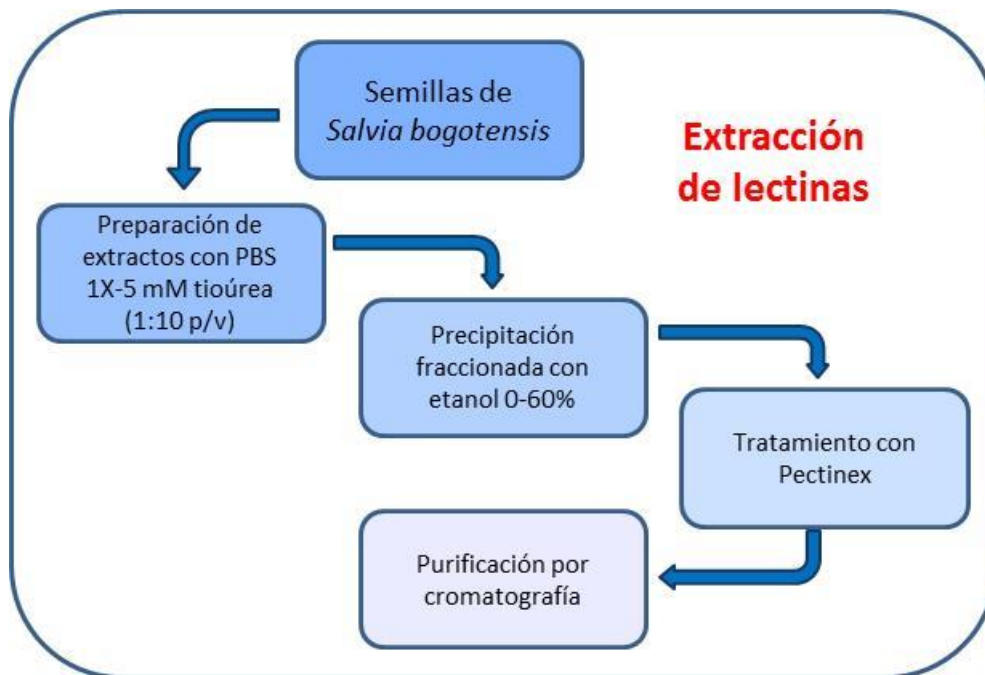 Semillas de
Salvia bogotensis
Extracción
de lectinas
Preparación de
extractos con PBS
1X-5 mM tioúrea
(1:10 p/v)
Precipitación
fraccionada con
etanol 0-60%
Tratamiento con
Pectinex
Purificación por
cromatografía